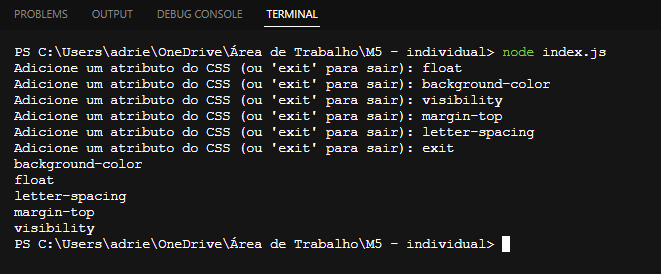 PROBLEMS OUTPUT DEBUG CONSOLE TERMINAL
PS C:\Users\adrie\OneDrive\Área de Trabalho\M5 - individual> node index.js
Adicione um atributo do CSS (ou 'exit' para sair): float
Adicione um atributo do CSS (ou 'exit' para sair): background-color
Adicione um atributo do CSS (ou 'exit' para sair): visibility
Adicione um atributo do CSS (ou 'exit' para sair): margin-top
Adicione um atributo do CSS (ou 'exit' para sair): letter-spacing
Adicione um atributo do CSS (ou 'exit' para sair): exit
background-color
float
letter-spacing
margin-top
visibility
PS C:\Users\adrie\OneDrive\Área de Trabalho\M5 - individual>